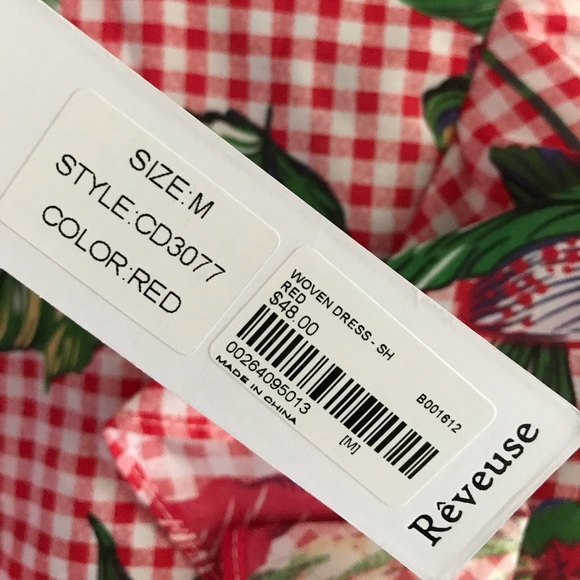 SIZE:M
STYLE:CD3077
COLOR:RED
WOVEN DRESS - SH
RED
$48.00
B001612
00264095013
MADE IN CHINA
[M]
Rêveuse